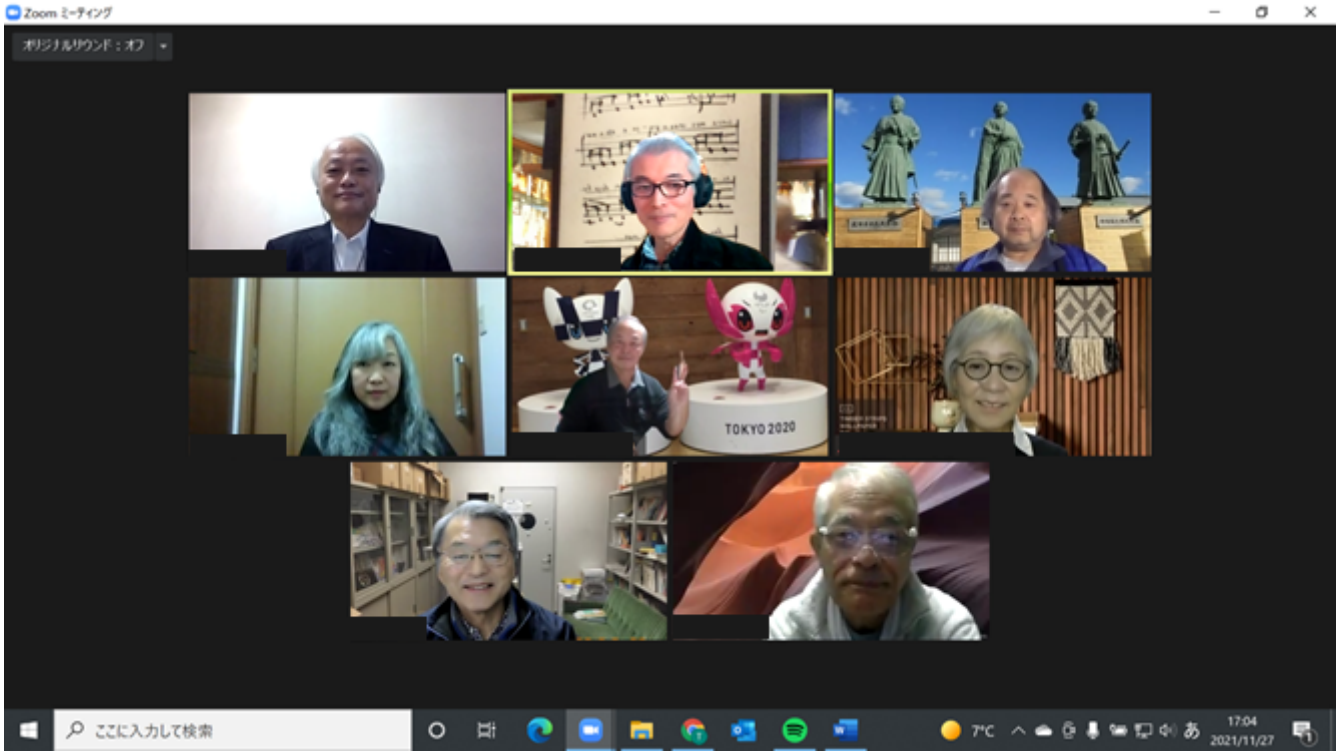 Zoom ミーティング
オリジナルサウンド：オフ
TOKYO 2020
ここに入力して検索
7°C
あ
17:04
2021/11/27